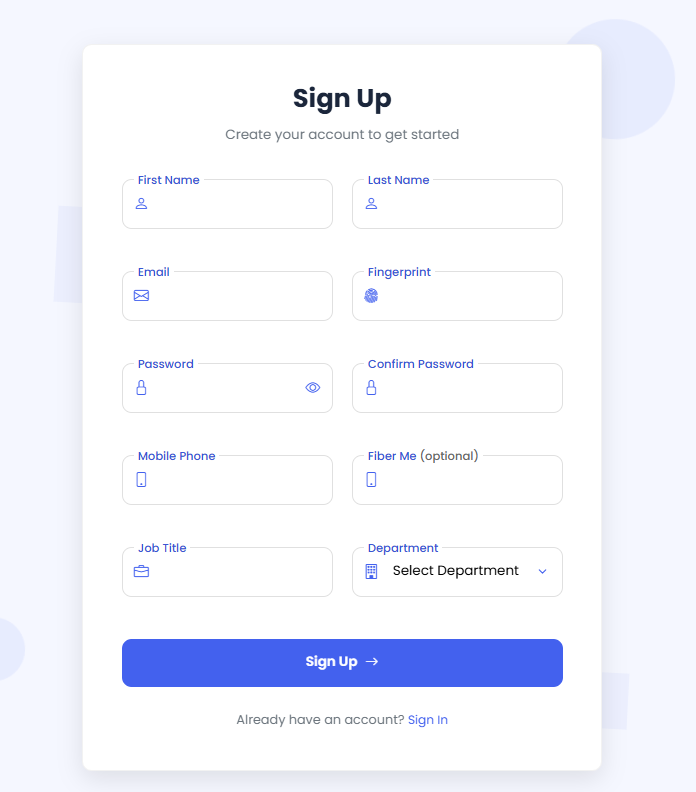 Sign Up
Create your account to get started
First Name
Last Name
Email
Fingerprint
Password
Confirm Password
Mobile Phone
Fiber Me (optional)
Job Title
Department
Select Department
Sign Up →
Already have an account? Sign In